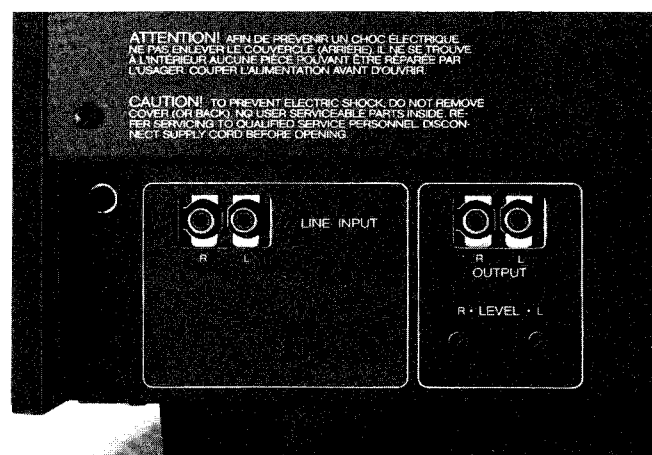 ATTENTION! AFIN DE PRÉVENIR UN CHOC ÉLECTRIQUE
NE PAS ENLEVER LE COUVERCLE (ARRIÈRE). IL NE SE TROUVE
À L'INTÉRIEUR AUCUNE PIÈCE POUVANT ÊTRE RÉPARÉE PAR
L'USAGER. COUPER L'ALIMENTATION AVANT D'OUVRIR.
CAUTION! TO PREVENT ELECTRIC SHOCK, DO NOT REMOVE
COVER (OR BACK). NO USER SERVICEABLE PARTS INSIDE. RE-
FER SERVICING TO QUALIFIED SERVICE PERSONNEL. DISCON-
NECT SUPPLY CORD BEFORE OPENING.
LINE INPUT
R L
R L
OUTPUT
R • LEVEL • L